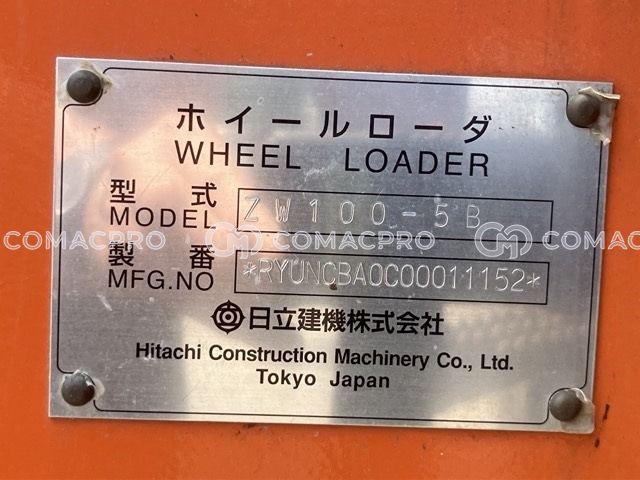 ホイールローダ
WHEEL LOADER
型式 ZW100-5B
MODEL
COMACPRO COMACPRO COMAC
製番 *RYUNCBA0C00011152*
MFG.NO
日立建機株式会社
Hitachi Construction Machinery Co., Ltd.
Tokyo Japan